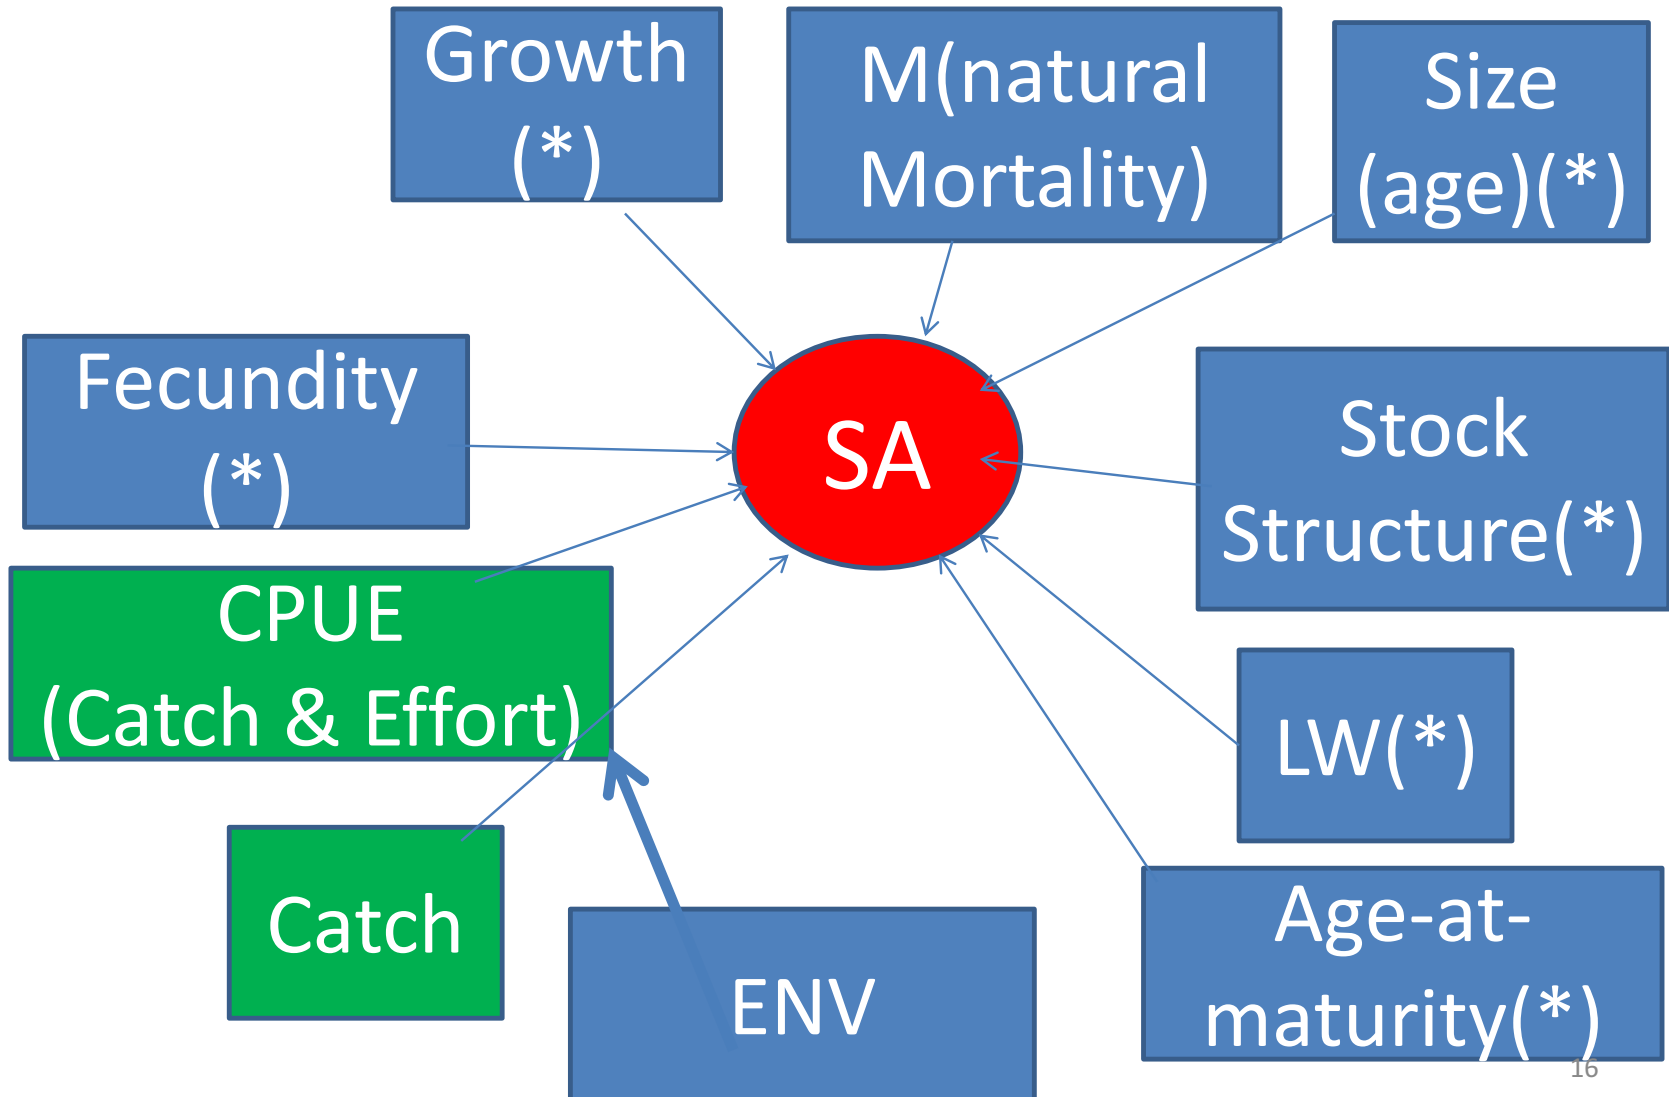 Growth
(*)
M(natural
Mortality)
Size
(age)(*)
Fecundity
(*)
SA
Stock
Structure(*)
CPUE
(Catch & Effort)
LW(*)
Catch
ENV
Age-at-
maturity(*)
16